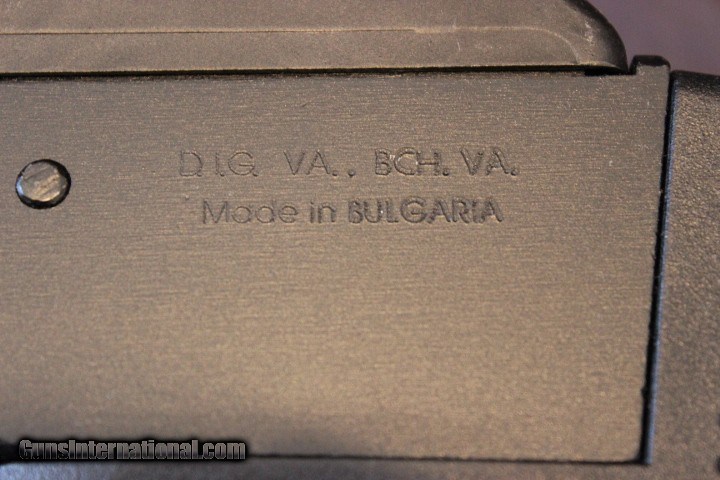 D.I.G. VA., BCH. VA.
Made in BULGARIA
GunsInternational.com